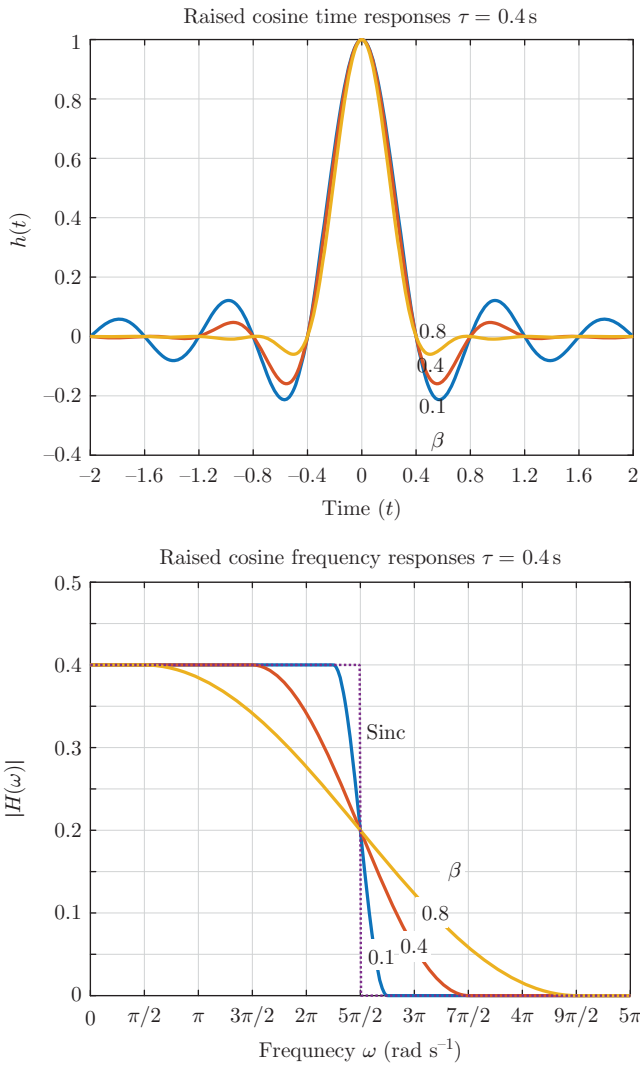 Raised cosine time responses τ = 0.4 s
1
0.8
0.6
0.4
0.2
0
−0.2
−0.4
h(t)
0.8
0.4
0.1
β
−2 −1.6 −1.2 −0.8 −0.4 0 0.4 0.8 1.2 1.6 2
Time (t)
Raised cosine frequency responses τ = 0.4 s
0.5
0.4
0.3
0.2
0.1
0
|H(ω)|
Sinc
β
0.8
0.4
0.1
0 π/2 π 3π/2 2π 5π/2 3π 7π/2 4π 9π/2 5π
Frequnecy ω (rad s⁻¹)